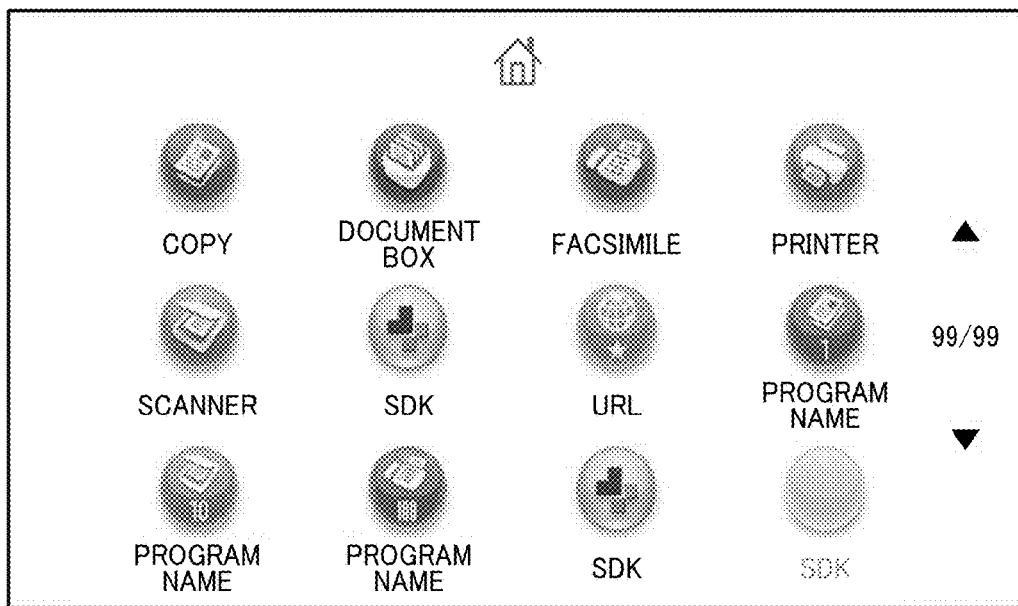 COPY
DOCUMENT
BOX
FACSIMILE
PRINTER
SCANNER
SDK
URL
PROGRAM
NAME
99/99
PROGRAM
NAME
PROGRAM
NAME
SDK
SDK